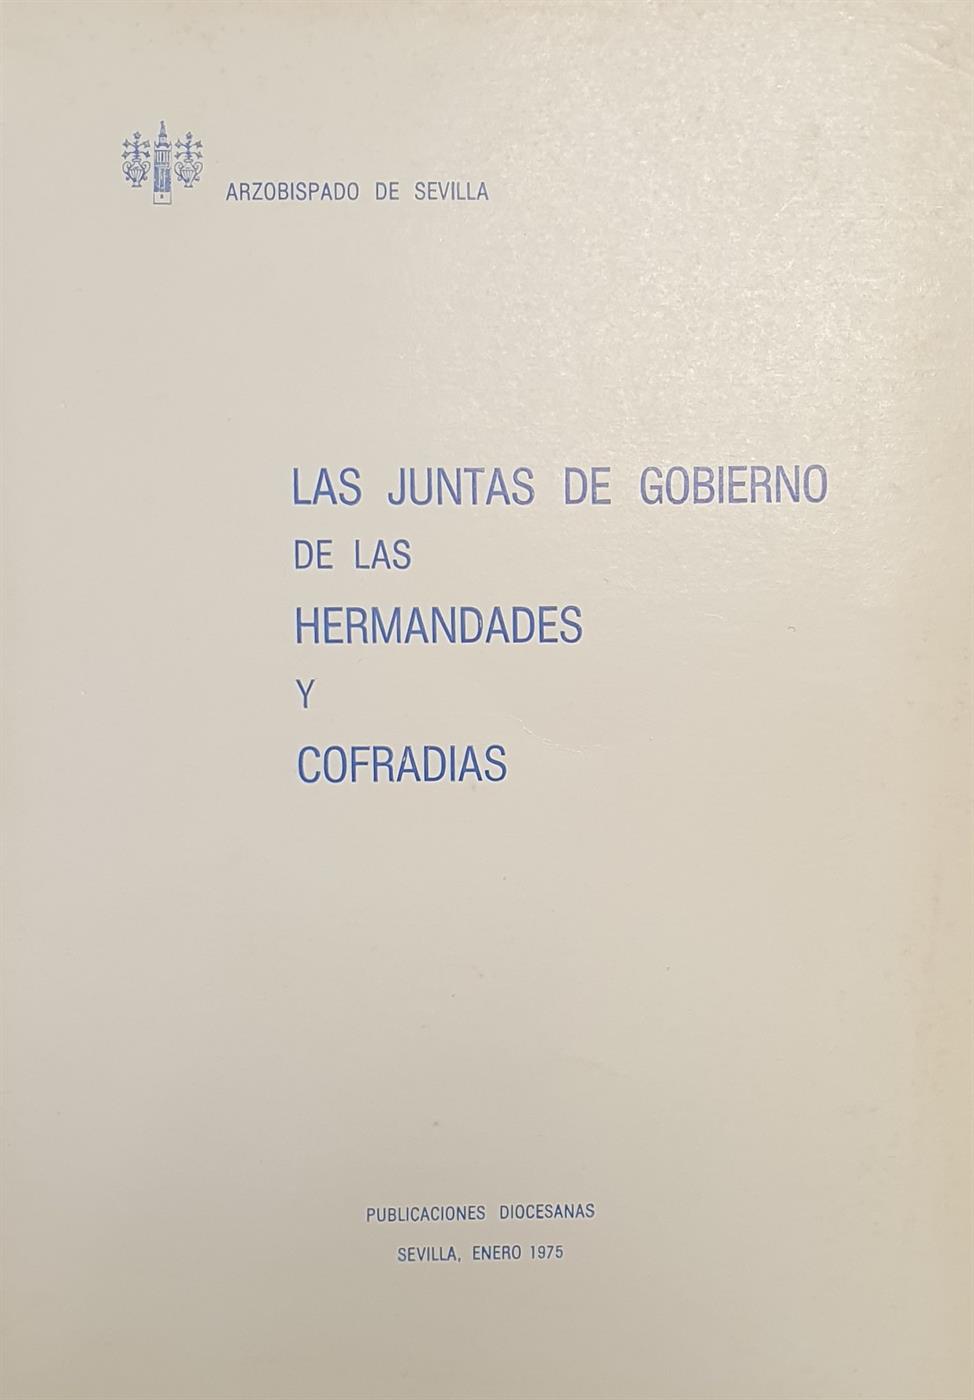 ARZOBISPADO DE SEVILLA
LAS JUNTAS DE GOBIERNO
DE LAS
HERMANDADES
Y
COFRADIAS
PUBLICACIONES DIOCESANAS
SEVILLA, ENERO 1975